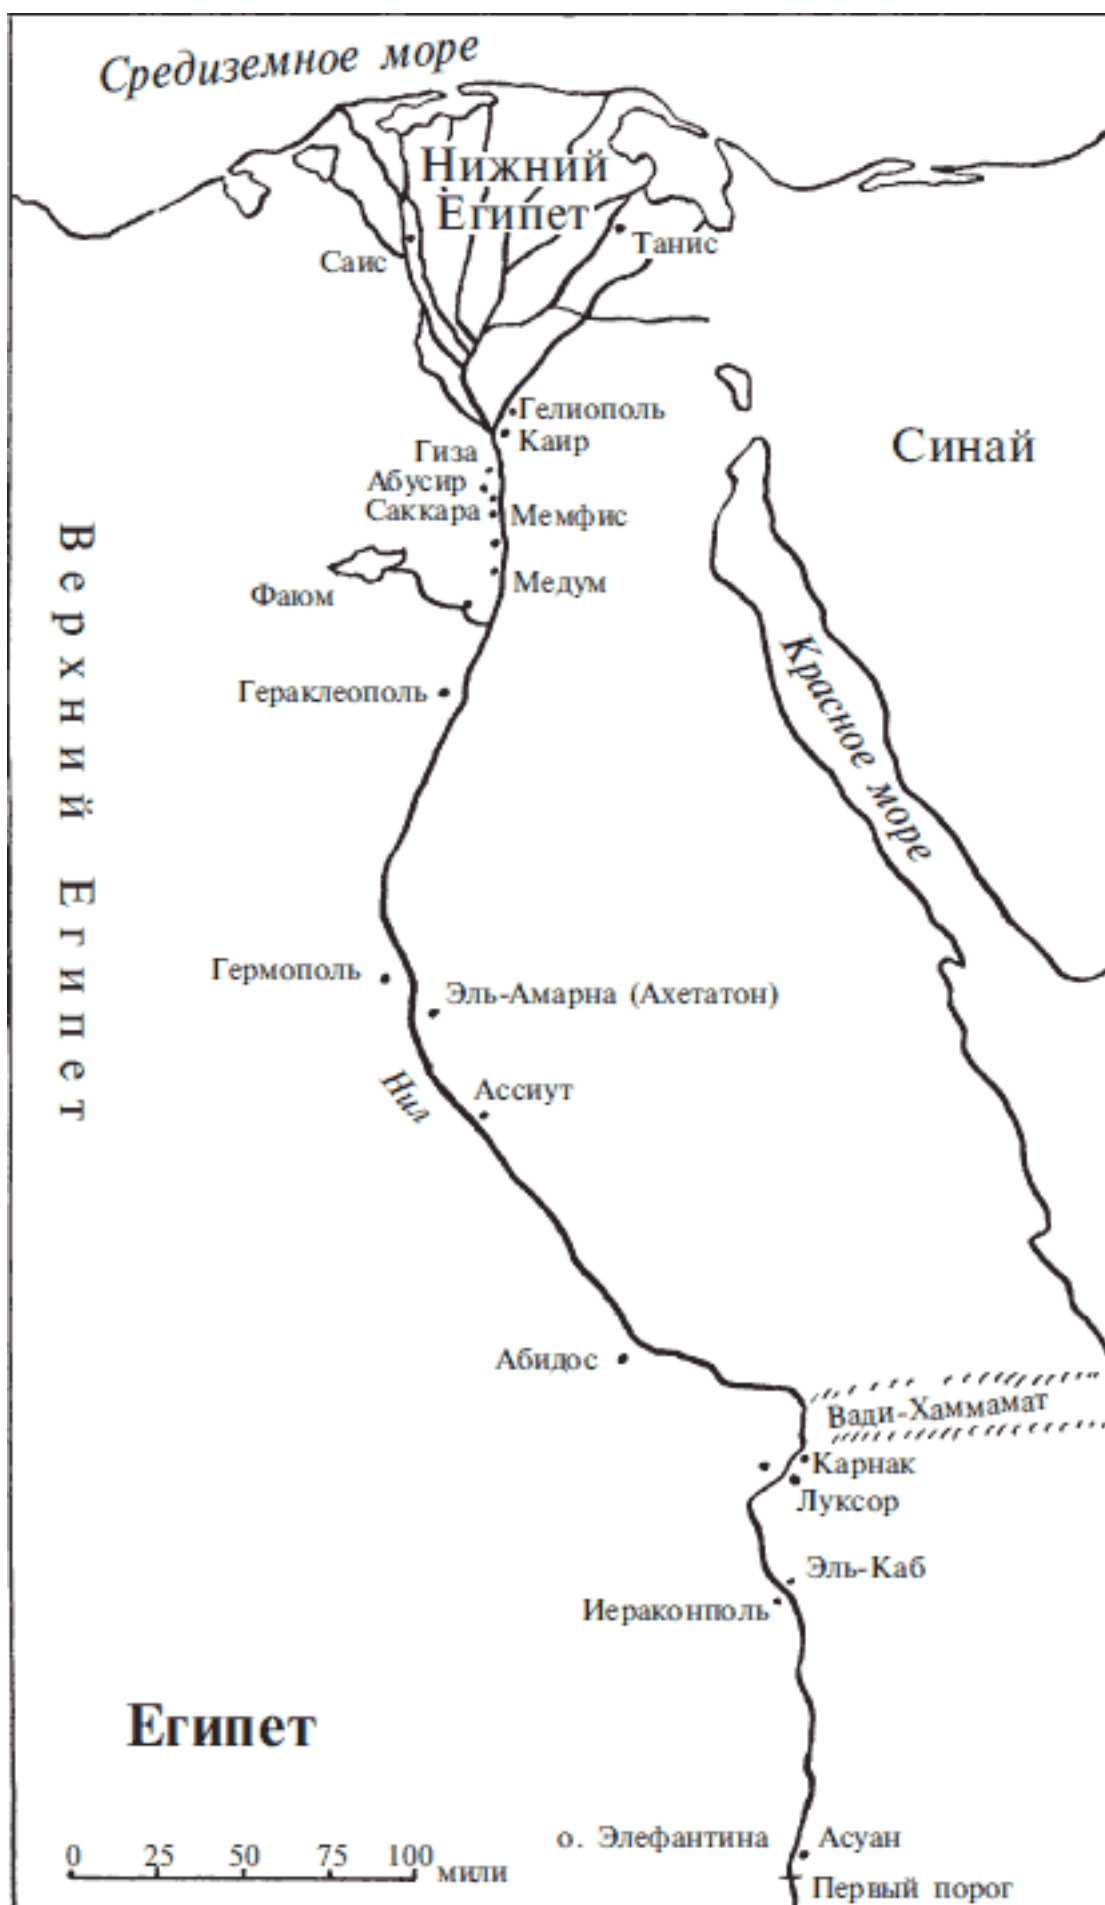 Средиземное море
Нижний
Египет
Саис
Танис
Гелиополь
Каир
Синай
Гиза
Абусир
Саккара
Мемфис
Медум
Фаюм
Верхний Египет
Красное море
Гераклеополь
Гермополь
Эль-Амарна (Ахетатон)
Нил
Ассиут
Абидос
Вади-Хаммамат
Карнак
Луксор
Эль-Каб
Иераконполь
Египет
о. Элефантина
Асуан
0 25 50 75 100 мили
Первый порог